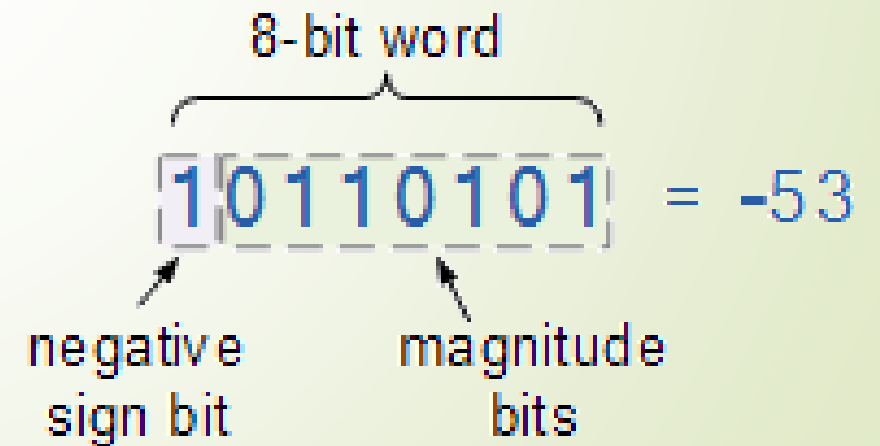 8-bit word
10110101 = -53
negative
sign bit
magnitude
bits